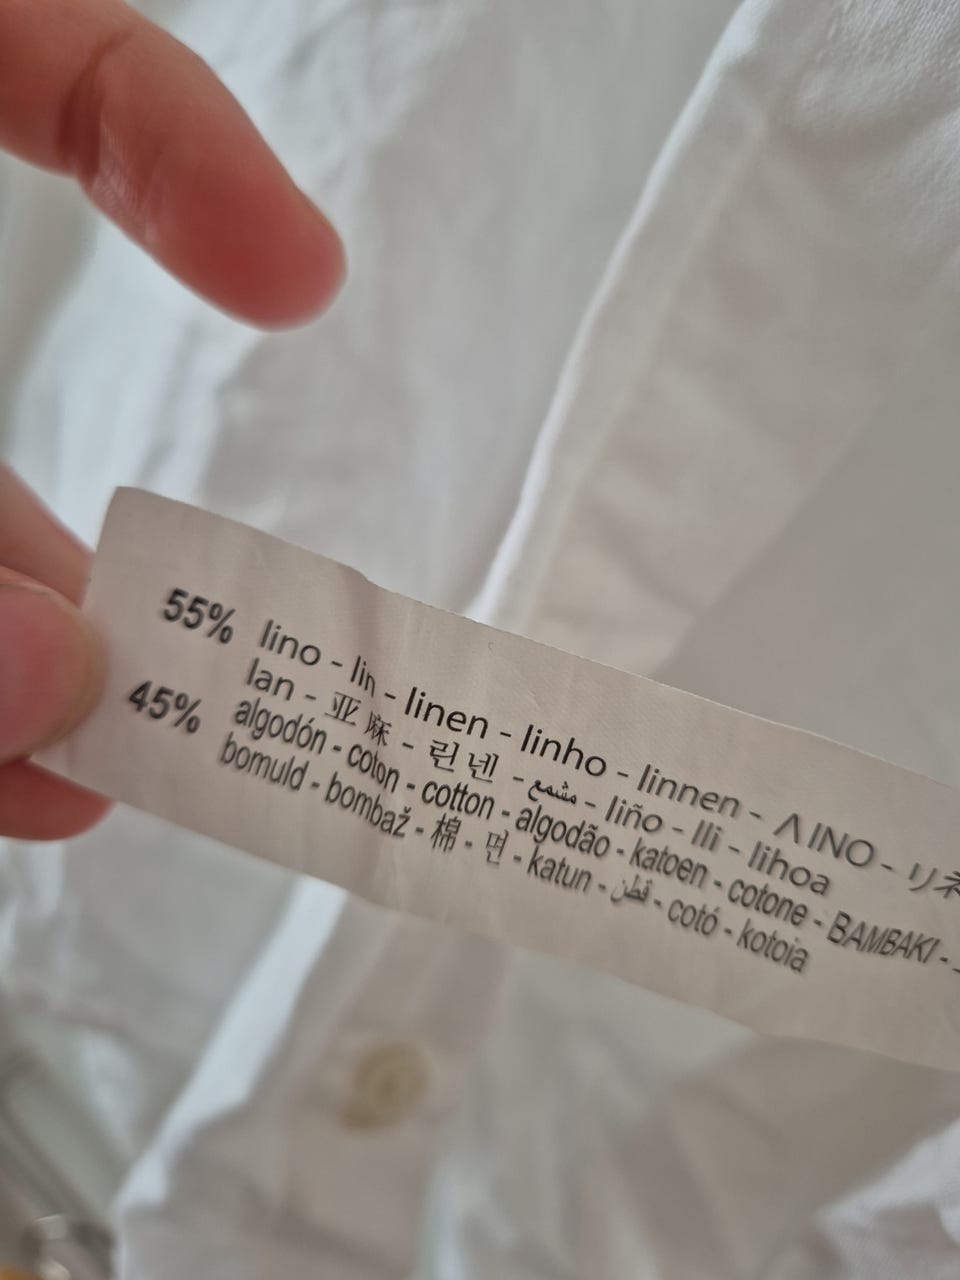 55% lino - lin - linen - linho - linnen - ΛΙΝΟ - リネ
lan - 亚麻 - 린넨 - مشمع - liño - lli - lihoa
45% algodón - coton - cotton - algodão - katoen - cotone - BAMBAKI -
bomuld - bombaž - 棉 - 면 - katun - قطن - cotó - kotoia